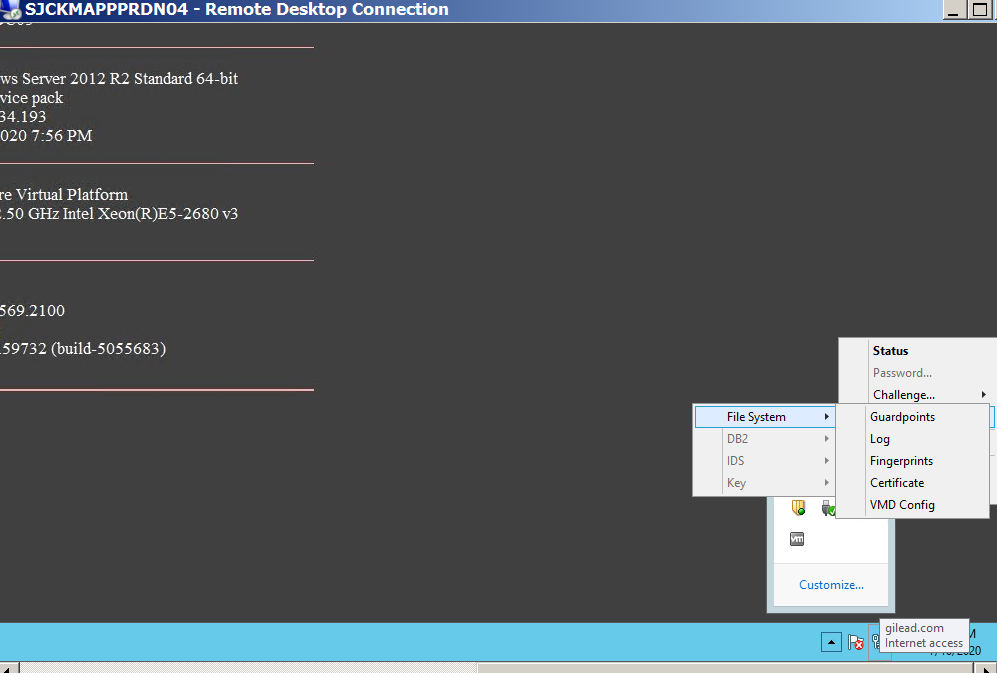 SJCKMAPPPRDN04 - Remote Desktop Connection
ws Server 2012 R2 Standard 64-bit
vice pack
34.193
020 7:56 PM
re Virtual Platform
.50 GHz Intel Xeon(R)E5-2680 v3
569.2100
.59732 (build-5055683)
Status
Password...
Challenge...
File System
DB2
IDS
Key
Guardpoints
Log
Fingerprints
Certificate
VMD Config
vm
Customize...
gilead.com
Internet access
M
2020